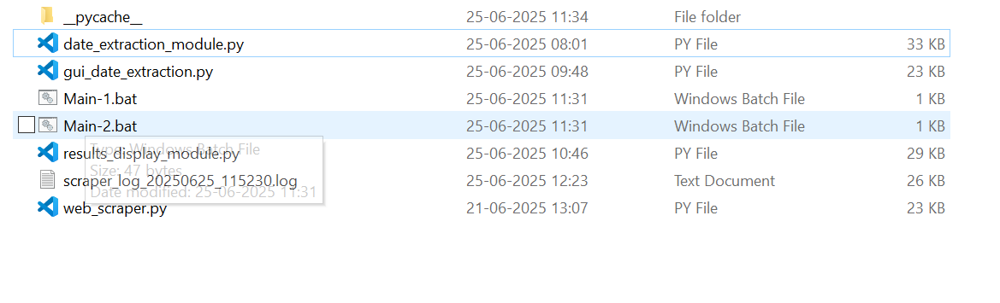 __pycache__ 25-06-2025 11:34 File folder
date_extraction_module.py 25-06-2025 08:01 PY File 33 KB
gui_date_extraction.py 25-06-2025 09:48 PY File 23 KB
Main-1.bat 25-06-2025 11:31 Windows Batch File 1 KB
Main-2.bat 25-06-2025 11:31 Windows Batch File 1 KB
Type: Windows Batch File
results_display_module.py 25-06-2025 10:46 PY File 29 KB
Size: 47 bytes
scraper_log_20250625_115230.log 25-06-2025 12:23 Text Document 26 KB
Date modified: 25-06-2025 11:31
web_scraper.py 21-06-2025 13:07 PY File 23 KB